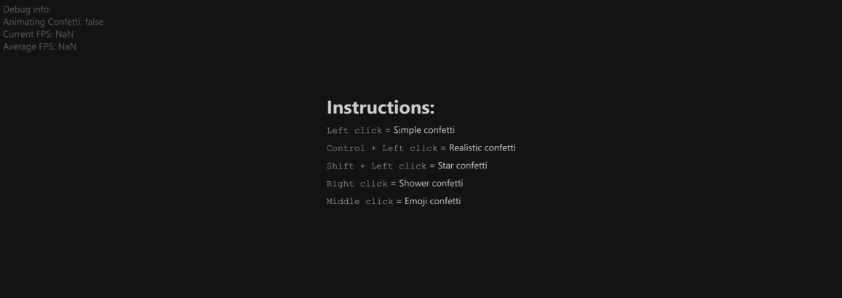 Debug info:
Animating Confetti: false
Current FPS: NaN
Average FPS: NaN
Instructions:
Left click = Simple confetti
Control + Left click = Realistic confetti
Shift + Left click = Star confetti
Right click = Shower confetti
Middle click = Emoji confetti